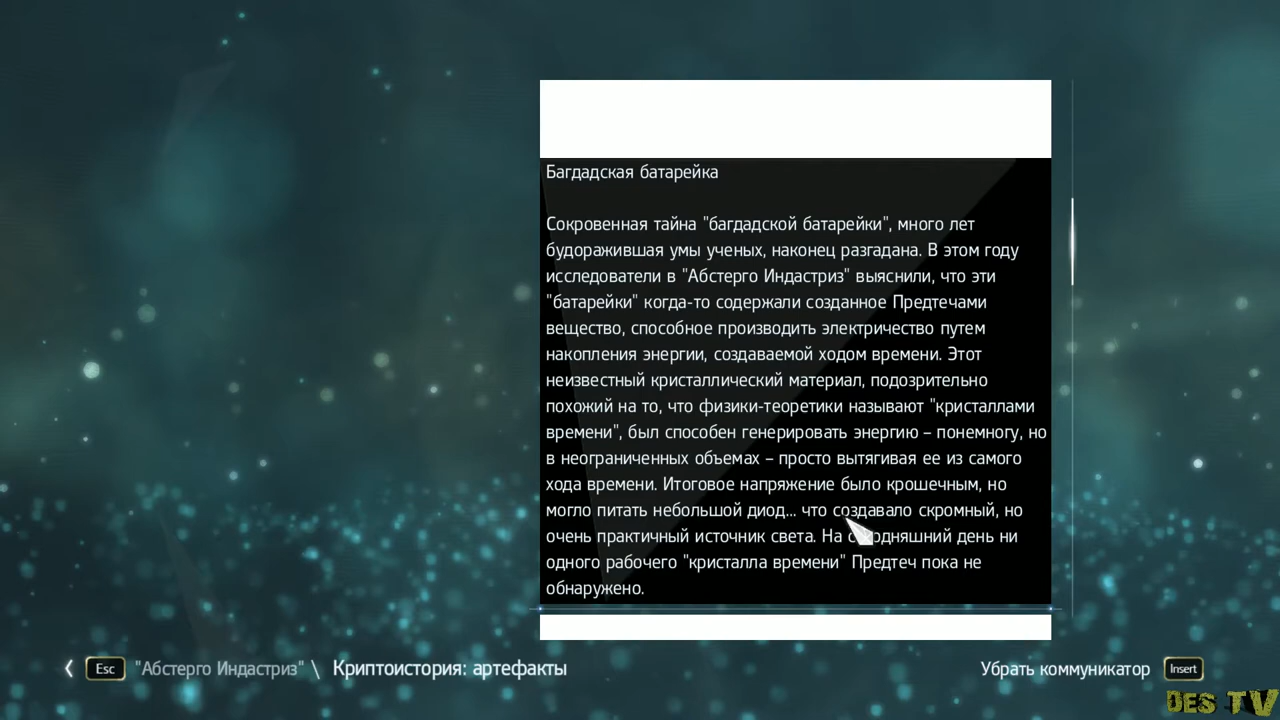 Багдадская батарейка
Сокровенная тайна "багдадской батарейки", много лет
будоражившая умы ученых, наконец разгадана. В этом году
исследователи в "Абстерго Индастриз" выяснили, что эти
"батарейки" когда-то содержали созданное Предтечами
вещество, способное производить электричество путем
накопления энергии, создаваемой ходом времени. Этот
неизвестный кристаллический материал, подозрительно
похожий на то, что физики-теоретики называют "кристаллами
времени", был способен генерировать энергию – понемногу, но
в неограниченных объемах – просто вытягивая ее из самого
хода времени. Итоговое напряжение было крошечным, но
могло питать небольшой диод... что создавало скромный, но
очень практичный источник света. На сегодняшний день ни
одного рабочего "кристалла времени" Предтеч пока не
обнаружено.
Esc "Абстерго Индастриз" \ Криптоистория: артефакты
Убрать коммуникатор Insert
DES TV